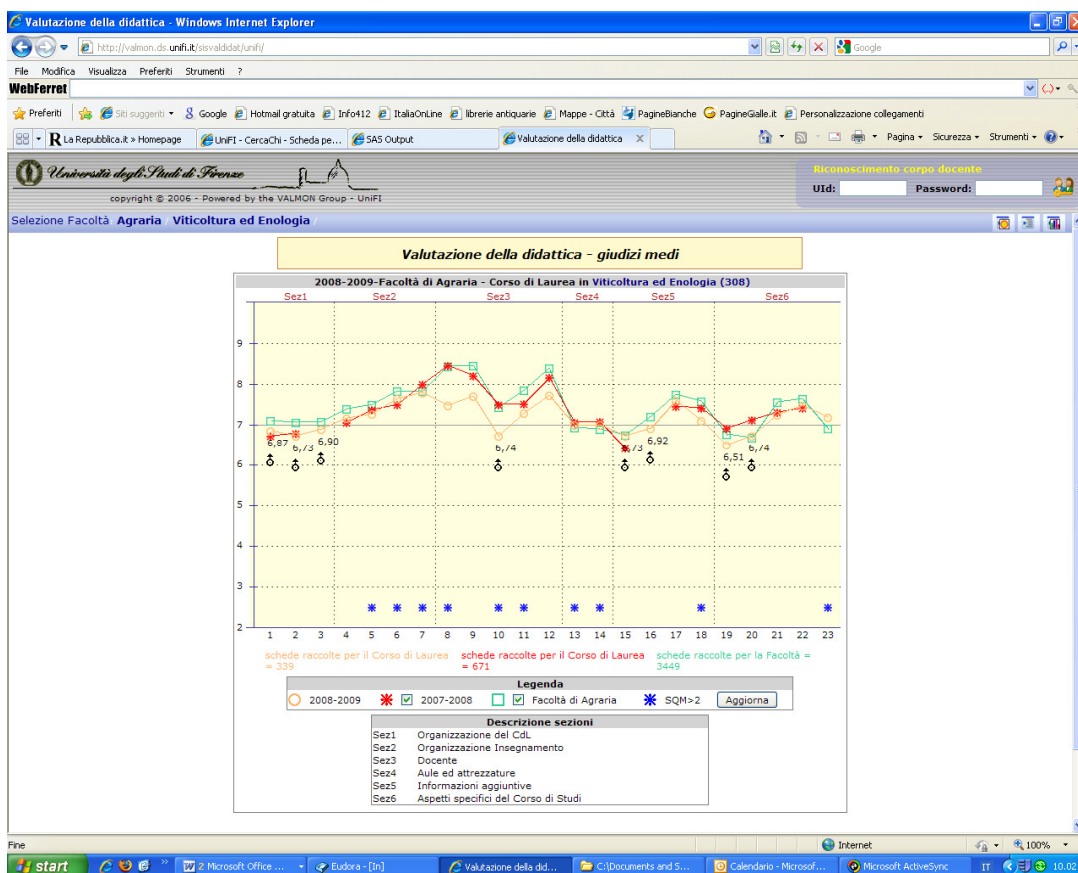 Valutazione della didattica - Windows Internet Explorer
http://valmon.ds.unifi.it/sisvaldidat/unifi/
Google
File Modifica Visualizza Preferiti Strumenti ?
WebFerret
Preferiti Siti suggeriti Google Hotmail gratuita Info412 ItaliaOnLine librerie antiquarie Mappe - Città PagineBianche PagineGialle.it Personalizzazione collegamenti
La Repubblica.it » Homepage UniFI - CercaChi - Scheda pe... SAS Output Valutazione della didattica X Pagina Sicurezza Strumenti
Università degli Studi di Firenze
Riconoscimento corpo docente
UId: Password:
copyright © 2006 - Powered by the VALMON Group - UniFI
Selezione Facoltà / Agraria / Viticoltura ed Enologia /
Valutazione della didattica - giudizi medi
2008-2009-Facoltà di Agraria - Corso di Laurea in Viticoltura ed Enologia (308)
Sez1 Sez2 Sez3 Sez4 Sez5 Sez6
9
8
7
6,87 6,73 6,90 6,74 6,73 6,92 6,51 6,74
6
5
4
3
2
1 2 3 4 5 6 7 8 9 10 11 12 13 14 15 16 17 18 19 20 21 22 23
schede raccolte per il Corso di Laurea = 339
schede raccolte per il Corso di Laurea = 671
schede raccolte per la Facoltà = 3449
Legenda
2008-2009 2007-2008 Facoltà di Agraria SQM>2 Aggiorna
Descrizione sezioni
Sez1 Organizzazione del CdL
Sez2 Organizzazione Insegnamento
Sez3 Docente
Sez4 Aule ed attrezzature
Sez5 Informazioni aggiuntive
Sez6 Aspetti specifici del Corso di Studi
Fine Internet 100%
start 2 Microsoft Office ... Eudora - [In] Valutazione della did... C:\Documents and S... Calendario - Microsof... Microsoft ActiveSync IT 10.02